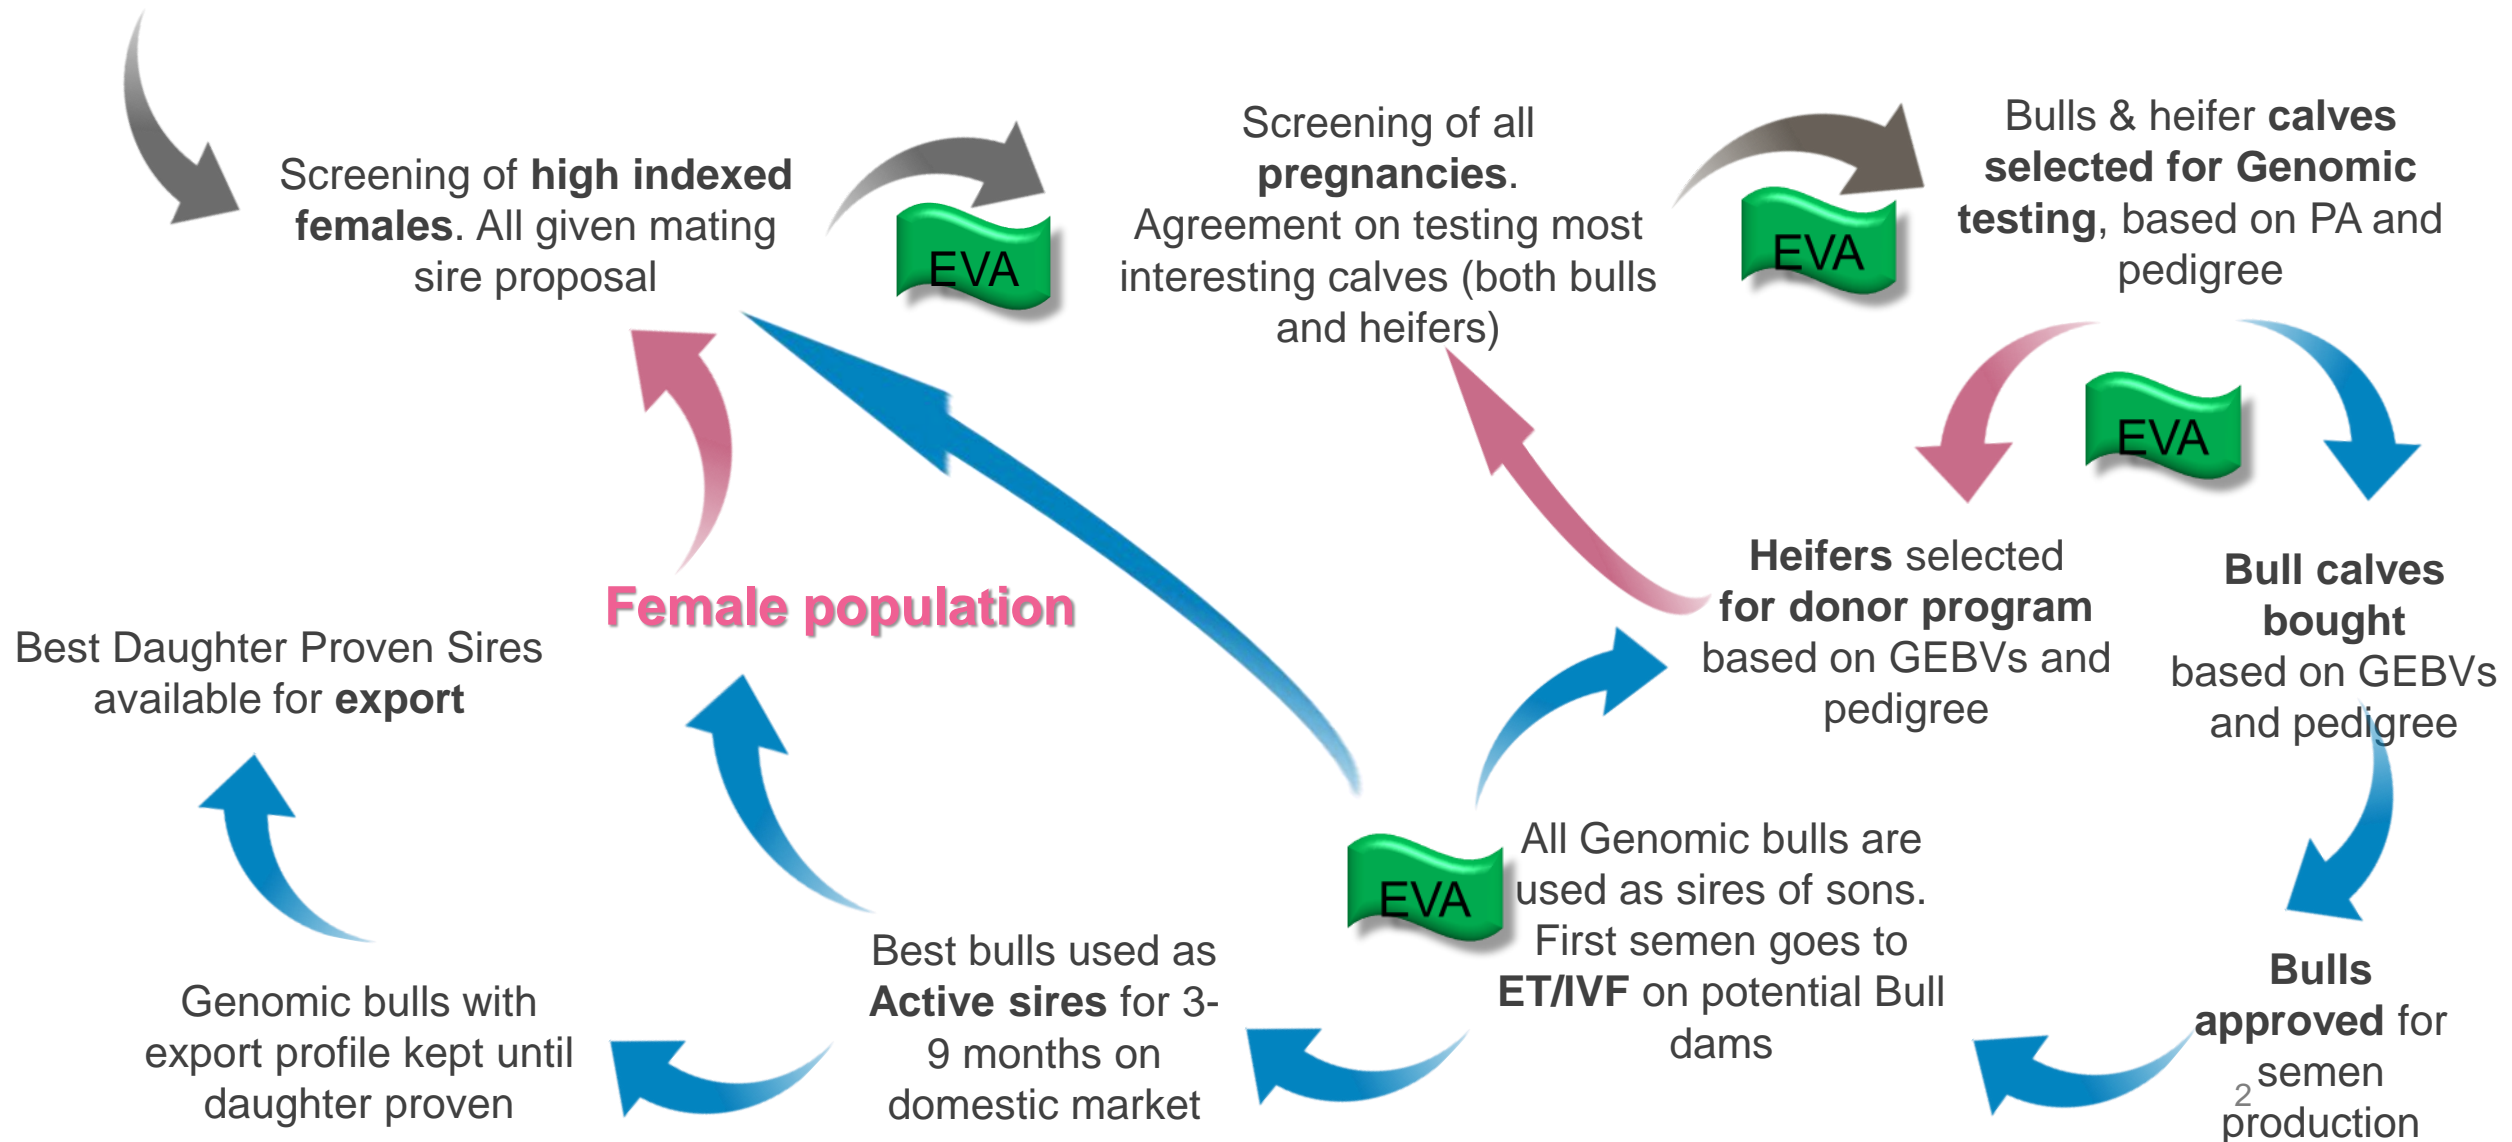 Screening of high indexed
females. All given mating
sire proposal
EVA
Screening of all
pregnancies.
Agreement on testing most
interesting calves (both bulls
and heifers)
EVA
Bulls & heifer calves
selected for Genomic
testing, based on PA and
pedigree
EVA
Heifers selected
for donor program
based on GEBVs and
pedigree
Bull calves
bought
based on GEBVs
and pedigree
Female population
Best Daughter Proven Sires
available for export
EVA
All Genomic bulls are
used as sires of sons.
First semen goes to
ET/IVF on potential Bull
dams
Best bulls used as
Active sires for 3-
9 months on
domestic market
Genomic bulls with
export profile kept until
daughter proven
Bulls
approved for
semen
production
2